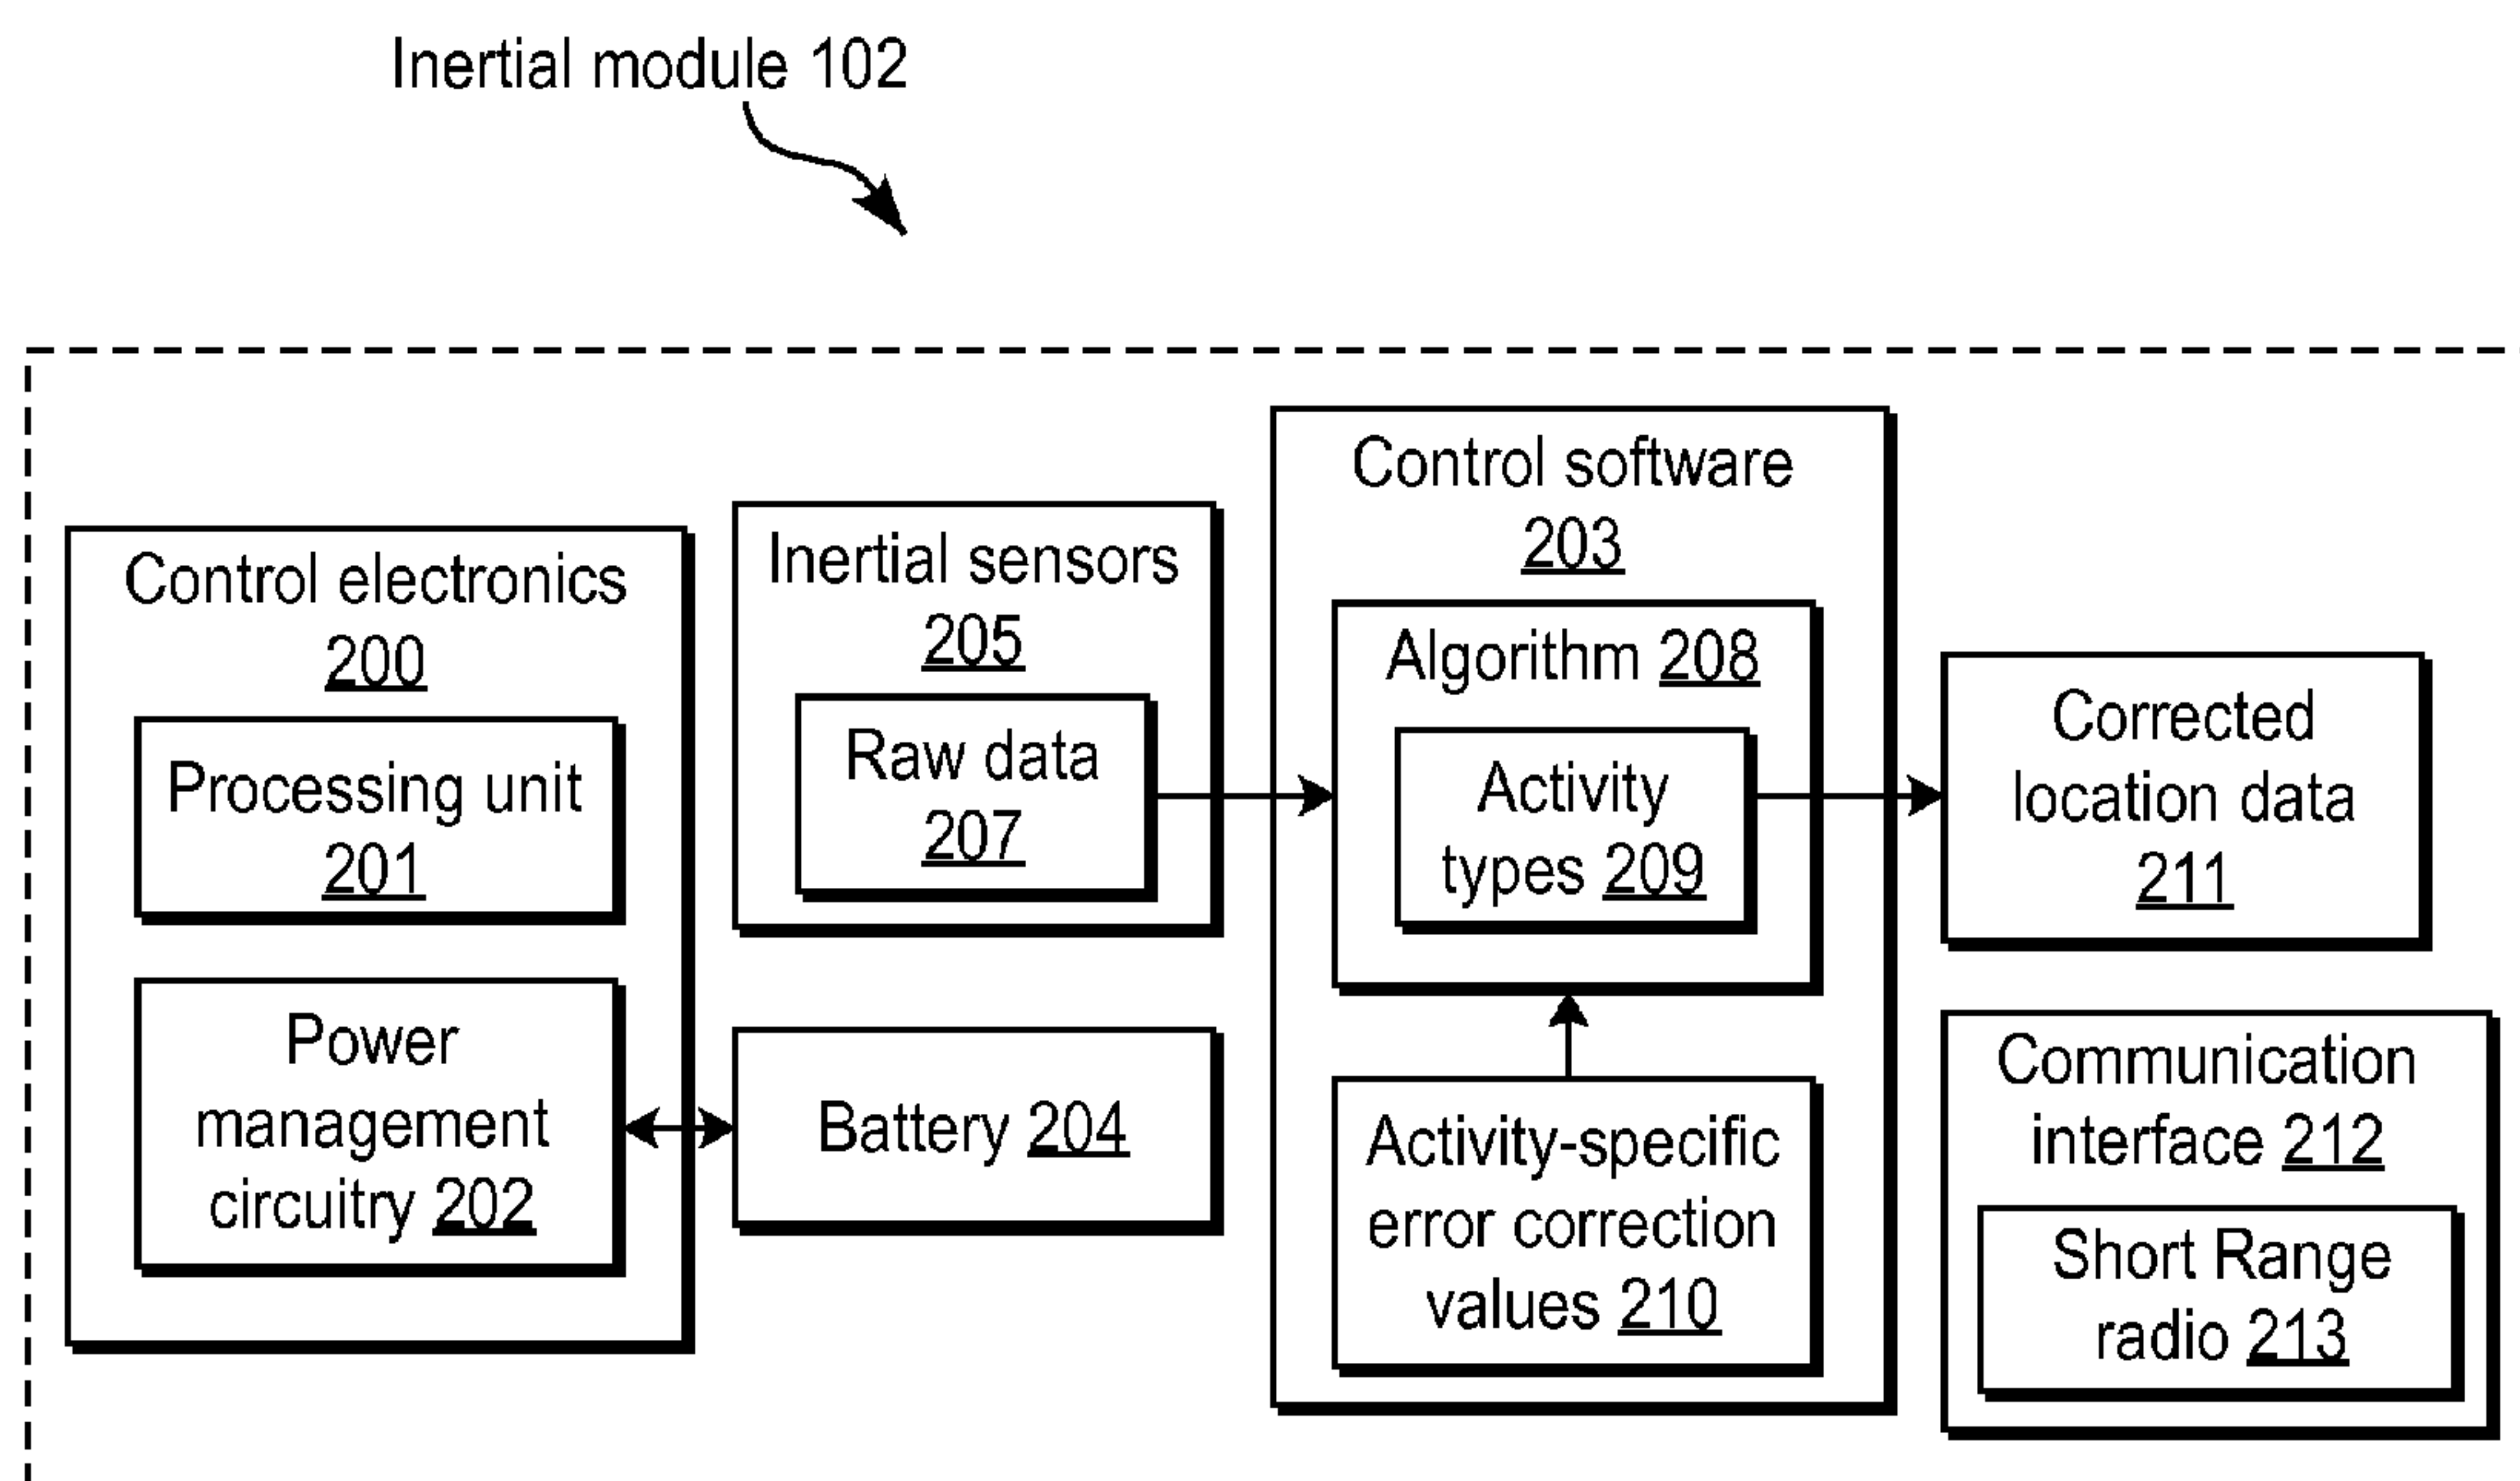 Inertial module 102
Control electronics
200
Processing unit
201
Power
management
circuitry 202
Inertial sensors
205
Raw data
207
Battery 204
Control software
203
Algorithm 208
Activity
types 209
Activity-specific
error correction
values 210
Corrected
location data
211
Communication
interface 212
Short Range
radio 213